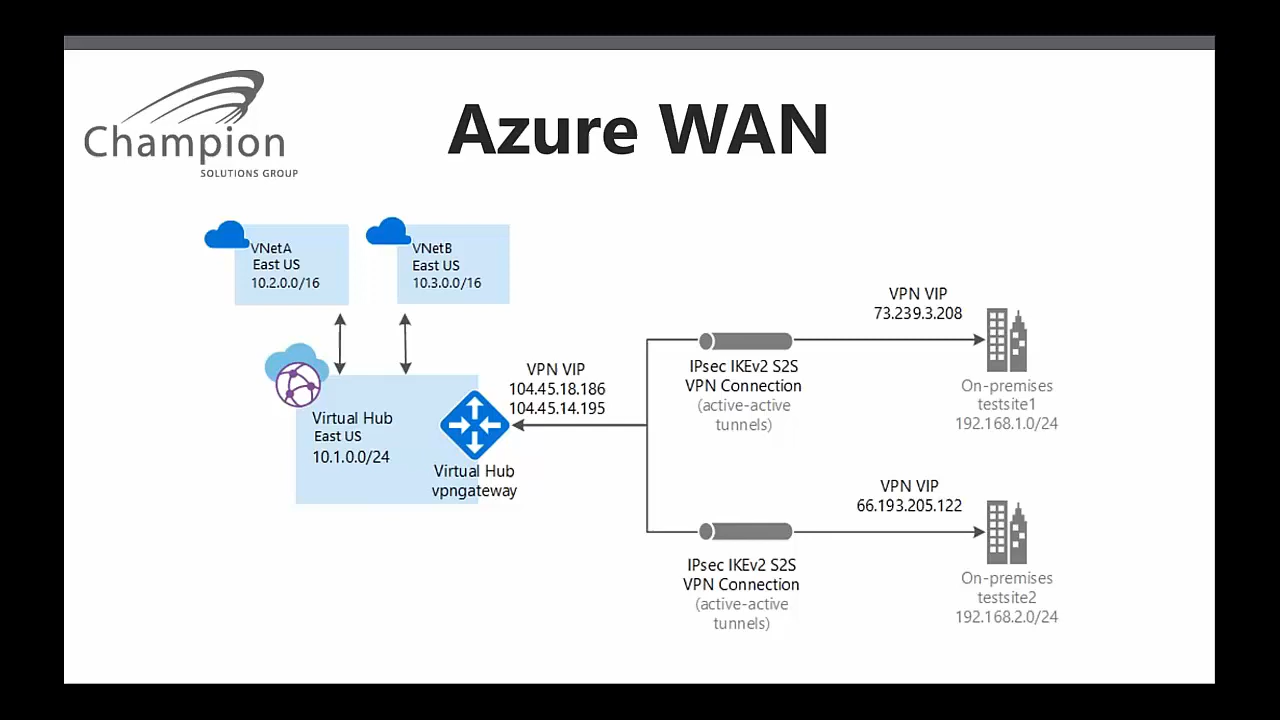 Champion
SOLUTIONS GROUP
Azure WAN
VNetA
East US
10.2.0.0/16
VNetB
East US
10.3.0.0/16
Virtual Hub
East US
10.1.0.0/24
Virtual Hub
vpngateway
VPN VIP
104.45.18.186
104.45.14.195
IPsec IKEv2 S2S
VPN Connection
(active-active
tunnels)
VPN VIP
73.239.3.208
On-premises
testsite1
192.168.1.0/24
IPsec IKEv2 S2S
VPN Connection
(active-active
tunnels)
VPN VIP
66.193.205.122
On-premises
testsite2
192.168.2.0/24